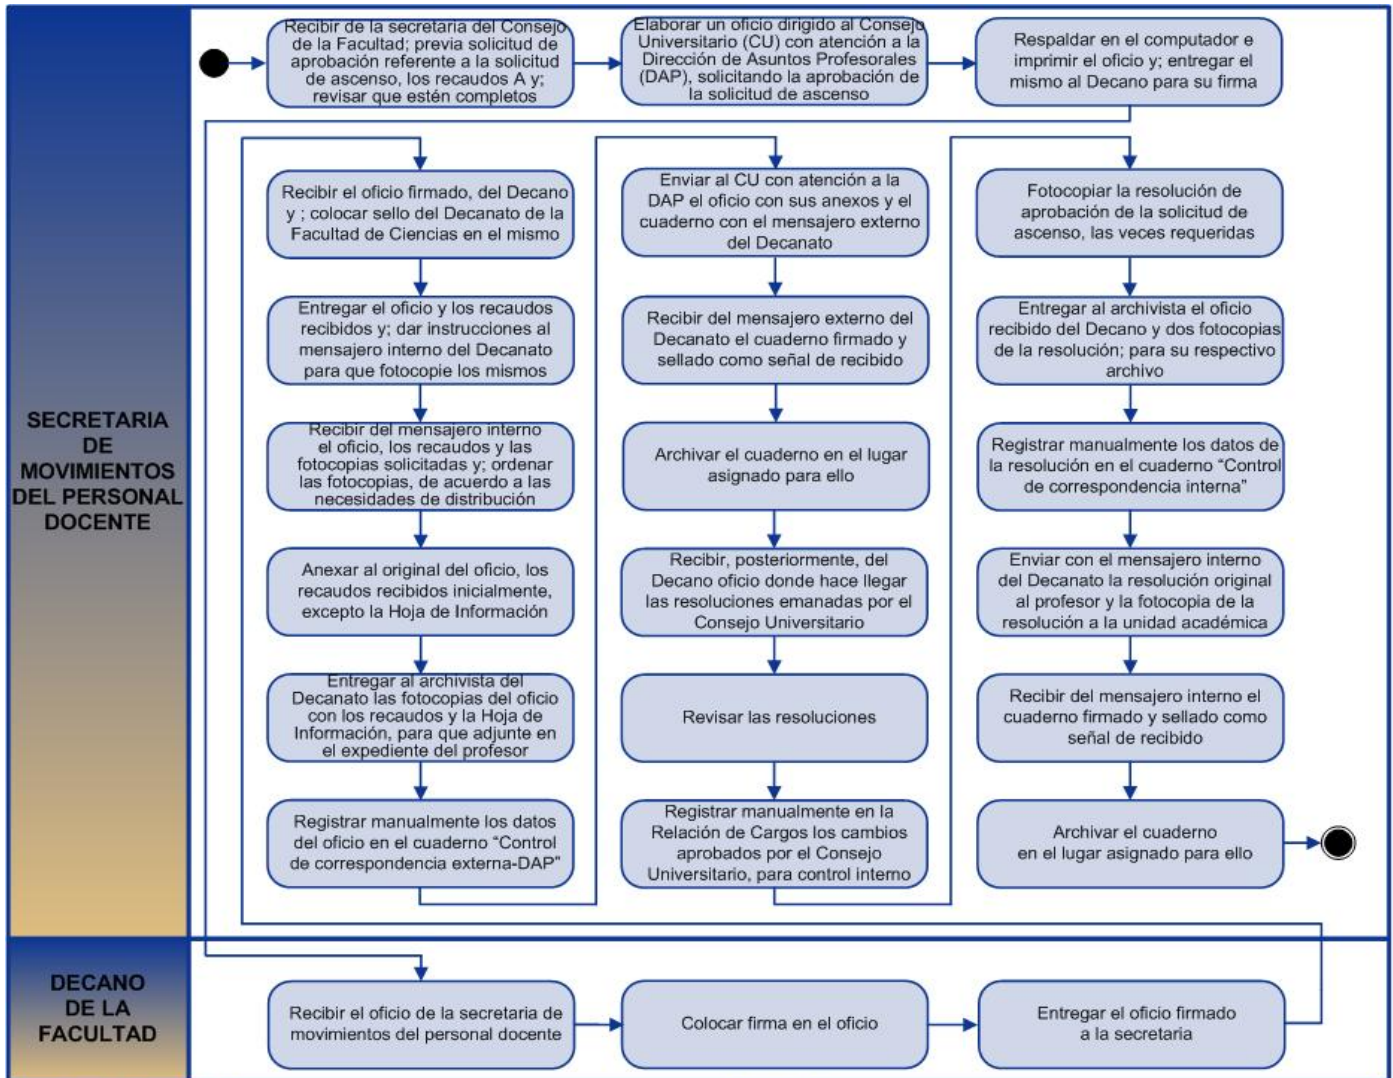 Recibir de la secretaria del Consejo
de la Facultad; previa solicitud de
aprobación referente a la solicitud
de ascenso, los recaudos A y;
revisar que estén completos
Elaborar un oficio dirigido al Consejo
Universitario (CU) con atención a la
Dirección de Asuntos Profesorales
(DAP), solicitando la aprobación de
la solicitud de ascenso
Respaldar en el computador e
imprimir el oficio y; entregar el
mismo al Decano para su firma
SECRETARIA
DE
MOVIMIENTOS
DEL PERSONAL
DOCENTE
Recibir el oficio firmado, del Decano
y ; colocar sello del Decanato de la
Facultad de Ciencias en el mismo
Entregar el oficio y los recaudos
recibidos y; dar instrucciones al
mensajero interno del Decanato
para que fotocopie los mismos
Recibir del mensajero interno
el oficio, los recaudos y las
fotocopias solicitadas y; ordenar
las fotocopias, de acuerdo a las
necesidades de distribución
Anexar al original del oficio, los
recaudos recibidos inicialmente,
excepto la Hoja de Información
Entregar al archivista del
Decanato las fotocopias del oficio
con los recaudos y la Hoja de
Información, para que adjunte en
el expediente del profesor
Registrar manualmente los datos
del oficio en el cuaderno “Control
de correspondencia externa-DAP”
Enviar al CU con atención a la
DAP el oficio con sus anexos y el
cuaderno con el mensajero externo
del Decanato
Recibir del mensajero externo del
Decanato el cuaderno firmado y
sellado como señal de recibido
Archivar el cuaderno en el lugar
asignado para ello
Recibir, posteriormente, del
Decano oficio donde hace llegar
las resoluciones emanadas por el
Consejo Universitario
Revisar las resoluciones
Registrar manualmente en la
Relación de Cargos los cambios
aprobados por el Consejo
Universitario, para control interno
Fotocopiar la resolución de
aprobación de la solicitud de
ascenso, las veces requeridas
Entregar al archivista el oficio
recibido del Decano y dos fotocopias
de la resolución; para su respectivo
archivo
Registrar manualmente los datos de
la resolución en el cuaderno “Control
de correspondencia interna”
Enviar con el mensajero interno
del Decanato la resolución original
al profesor y la fotocopia de la
resolución a la unidad académica
Recibir del mensajero interno el
cuaderno firmado y sellado como
señal de recibido
Archivar el cuaderno
en el lugar asignado para ello
DECANO
DE LA
FACULTAD
Recibir el oficio de la secretaria de
movimientos del personal docente
Colocar firma en el oficio
Entregar el oficio firmado
a la secretaria